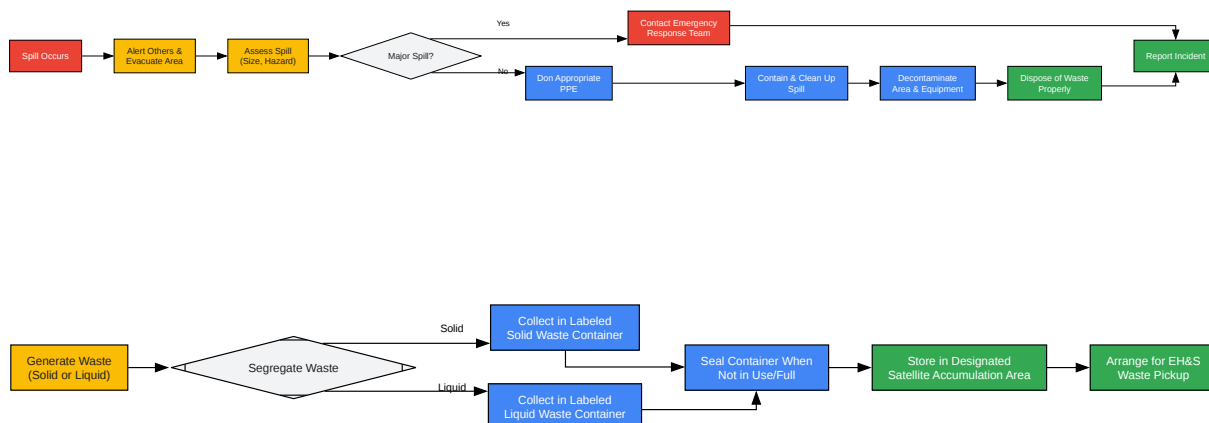 Spill Occurs
Alert Others &
Evacuate Area
Assess Spill
(Size, Hazard)
Major Spill?
Yes
Contact Emergency
Response Team
No
Don Appropriate
PPE
Contain & Clean Up
Spill
Decontaminate
Area & Equipment
Dispose of Waste
Properly
Report Incident
Generate Waste
(Solid or Liquid)
Segregate Waste
Solid
Collect in Labeled
Solid Waste Container
Liquid
Collect in Labeled
Liquid Waste Container
Seal Container When
Not in Use/Full
Store in Designated
Satellite Accumulation Area
Arrange for EH&S
Waste Pickup